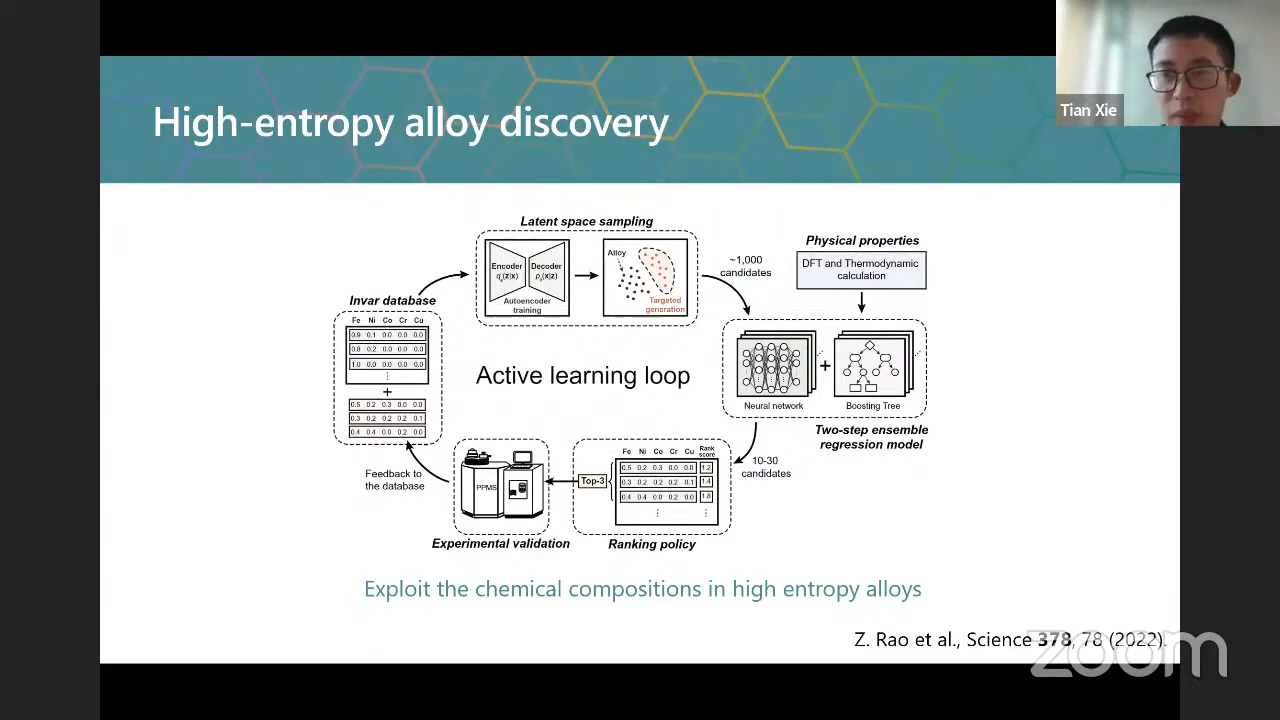 Tian Xie
High-entropy alloy discovery
Latent space sampling
Encoder
qφ(z|x)
Decoder
Autoencoder
training
Alloy
Targeted
generation
~1,000
candidates
Physical properties
DFT and Thermodynamic
calculation
Invar database
Fe Ni Co Cr Cu
0.9 0.1 0.0 0.0 0.0
0.8 0.2 0.0 0.0 0.0
1.0 0.0 0.0 0.0 0.0
+
0.5 0.2 0.3 0.0 0.0
0.3 0.2 0.2 0.2 0.1
0.4 0.4 0.0 0.2 0.0
Active learning loop
+
Neural network
Boosting Tree
Two-step ensemble
regression model
10-30
candidates
Fe Ni Co Cr Cu Rank
score
0.5 0.2 0.3 0.0 0.0 1.2
0.3 0.2 0.2 0.2 0.1 1.4
0.4 0.4 0.0 0.2 0.0 1.8
Top-3
Ranking policy
PPMS
Experimental validation
Feedback to
the database
Exploit the chemical compositions in high entropy alloys
Z. Rao et al., Science 378, 78 (2022).
zoom